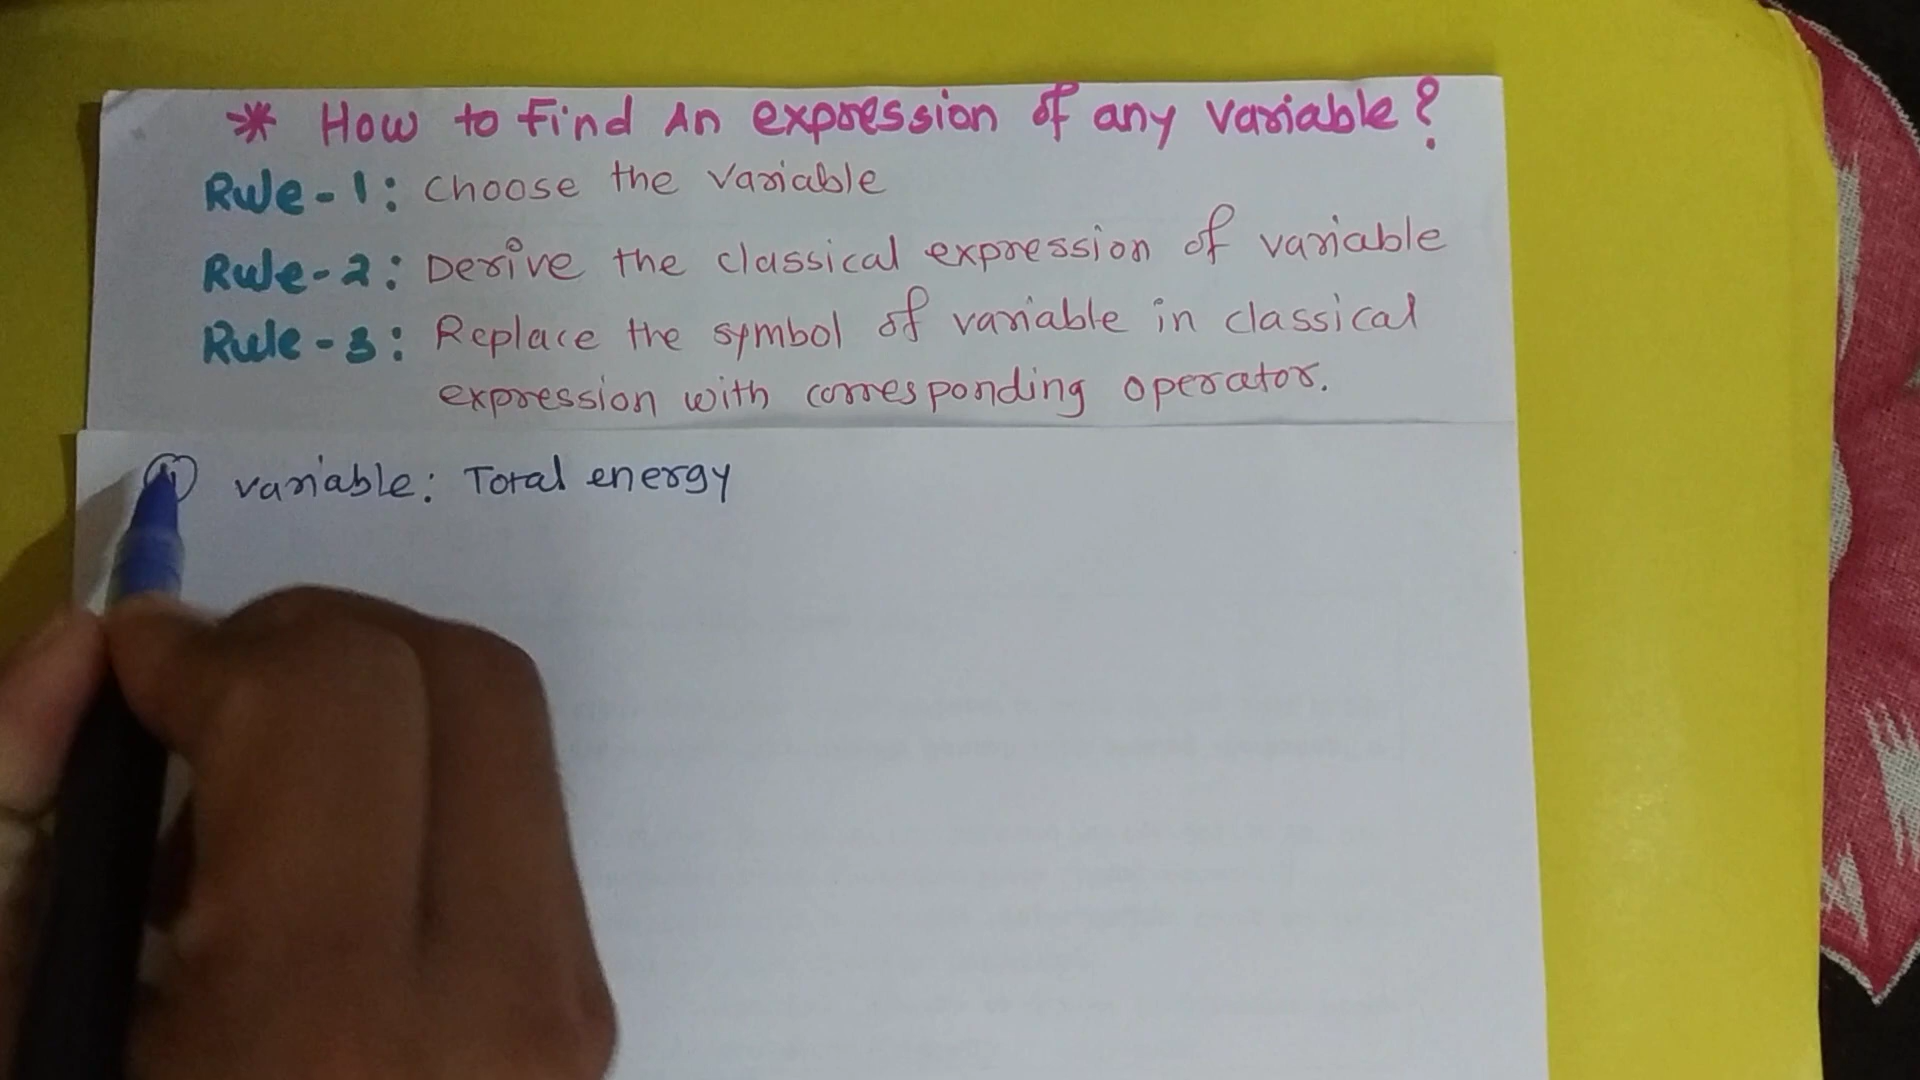 * How to Find An expression of any variable?
Rule-1: Choose the variable
Rule-2: Derive the classical expression of variable
Rule-3: Replace the symbol of variable in classical
expression with corresponding operator.
① variable: Total energy